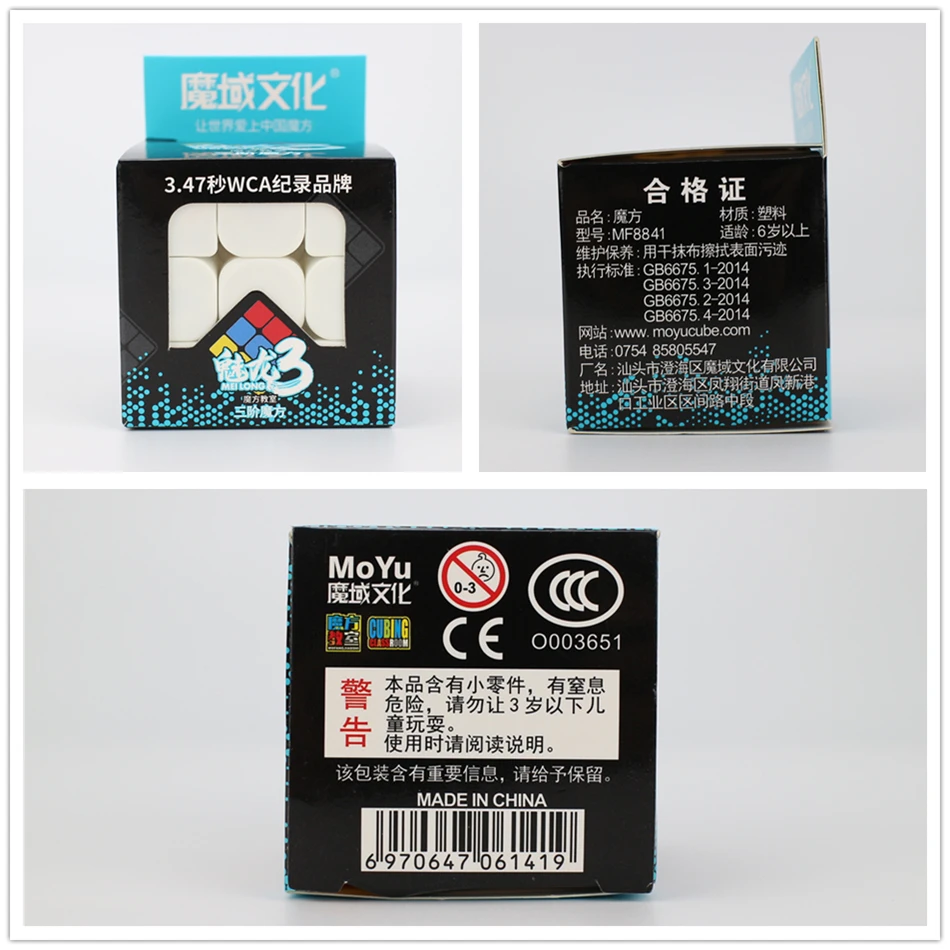 魔域文化®
让世界爱上中国魔方
3.47秒WCA纪录品牌
魅龙3
MEI LONG
魔方教室
三阶魔方
合格证
品名:魔方 材质:塑料
型号:MF8841 适龄:6岁以上
维护保养:用干抹布擦拭表面污迹
执行标准:GB6675.1-2014
GB6675.3-2014
GB6675.2-2014
GB6675.4-2014
网站:www.moyucube.com
电话:0754 85805547
厂名:汕头市澄海区魔域文化有限公司
地址:汕头市澄海区凤翔街道凤新港
口工业区区间路中段
MoYu
魔域文化®
0-3
CCC
魔方
教室
CUBING
CLASSROOM
CE
O003651
警告
本品含有小零件，有窒息
危险，请勿让3岁以下儿
童玩耍。
使用时请阅读说明。
该包装含有重要信息，请给予保留。
MADE IN CHINA
6970647061419